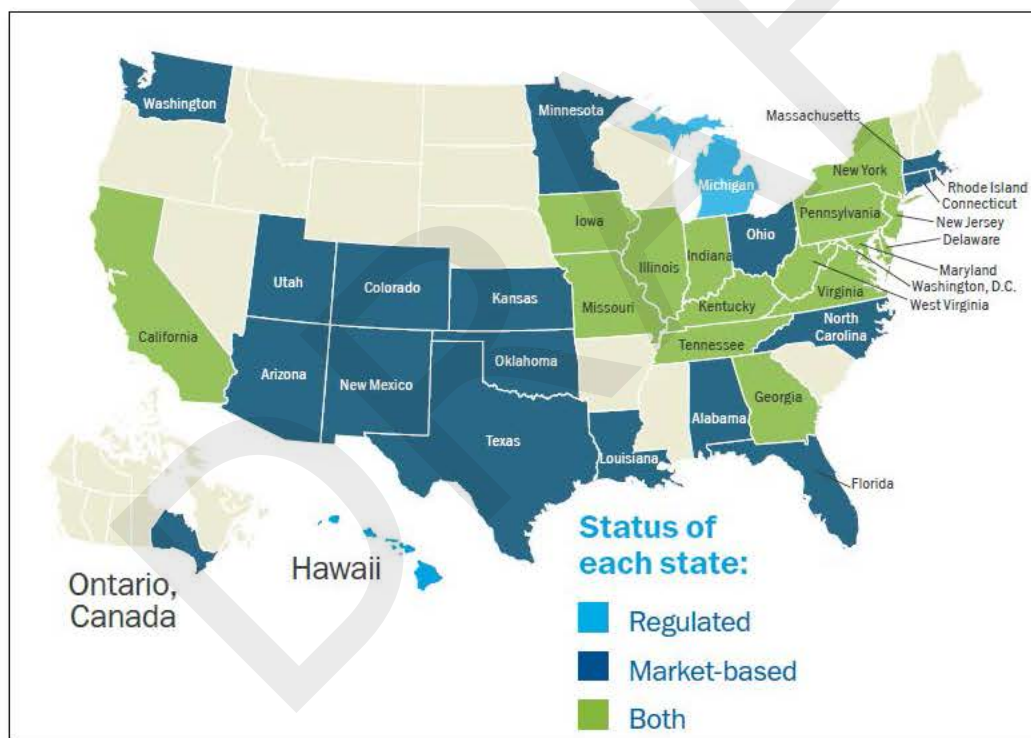 Washington
Minnesota
Massachusetts
New York
Michigan
Rhode Island
Connecticut
Pennsylvania
New Jersey
Iowa
Ohio
Delaware
Illinois
Indiana
Maryland
Utah
Colorado
Washington, D.C.
Kansas
Virginia
West Virginia
Missouri
Kentucky
California
North
Carolina
Tennessee
Arizona
New Mexico
Oklahoma
Georgia
Alabama
Texas
Louisiana
Florida
Status of
each state:
Hawaii
Ontario,
Canada
Regulated
Market-based
Both
DRAFT